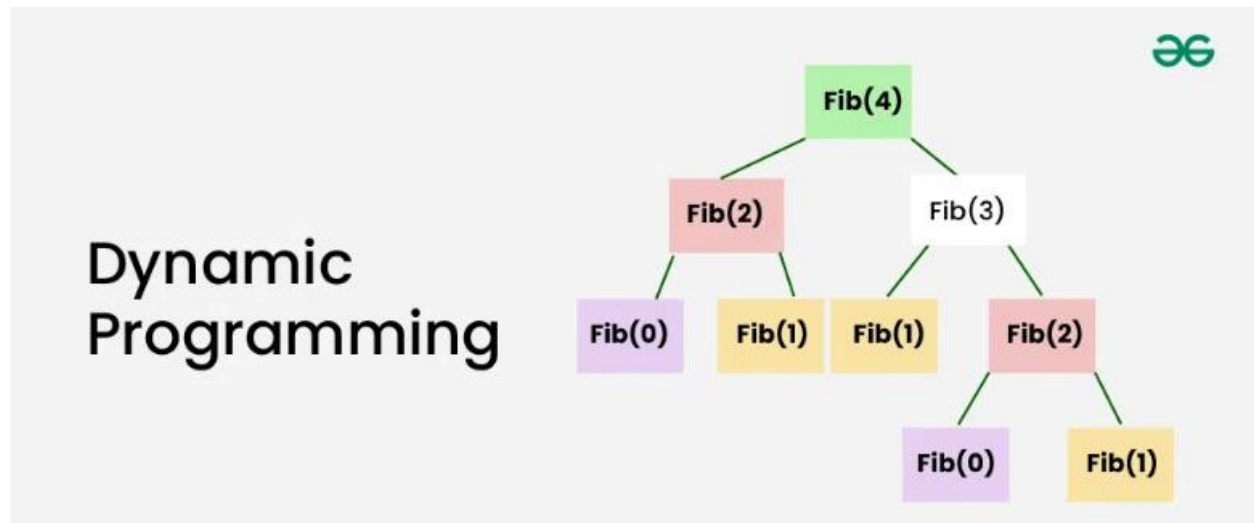 Dynamic
Programming
Fib(4)
Fib(2)
Fib(3)
Fib(0)
Fib(1)
Fib(1)
Fib(2)
Fib(0)
Fib(1)